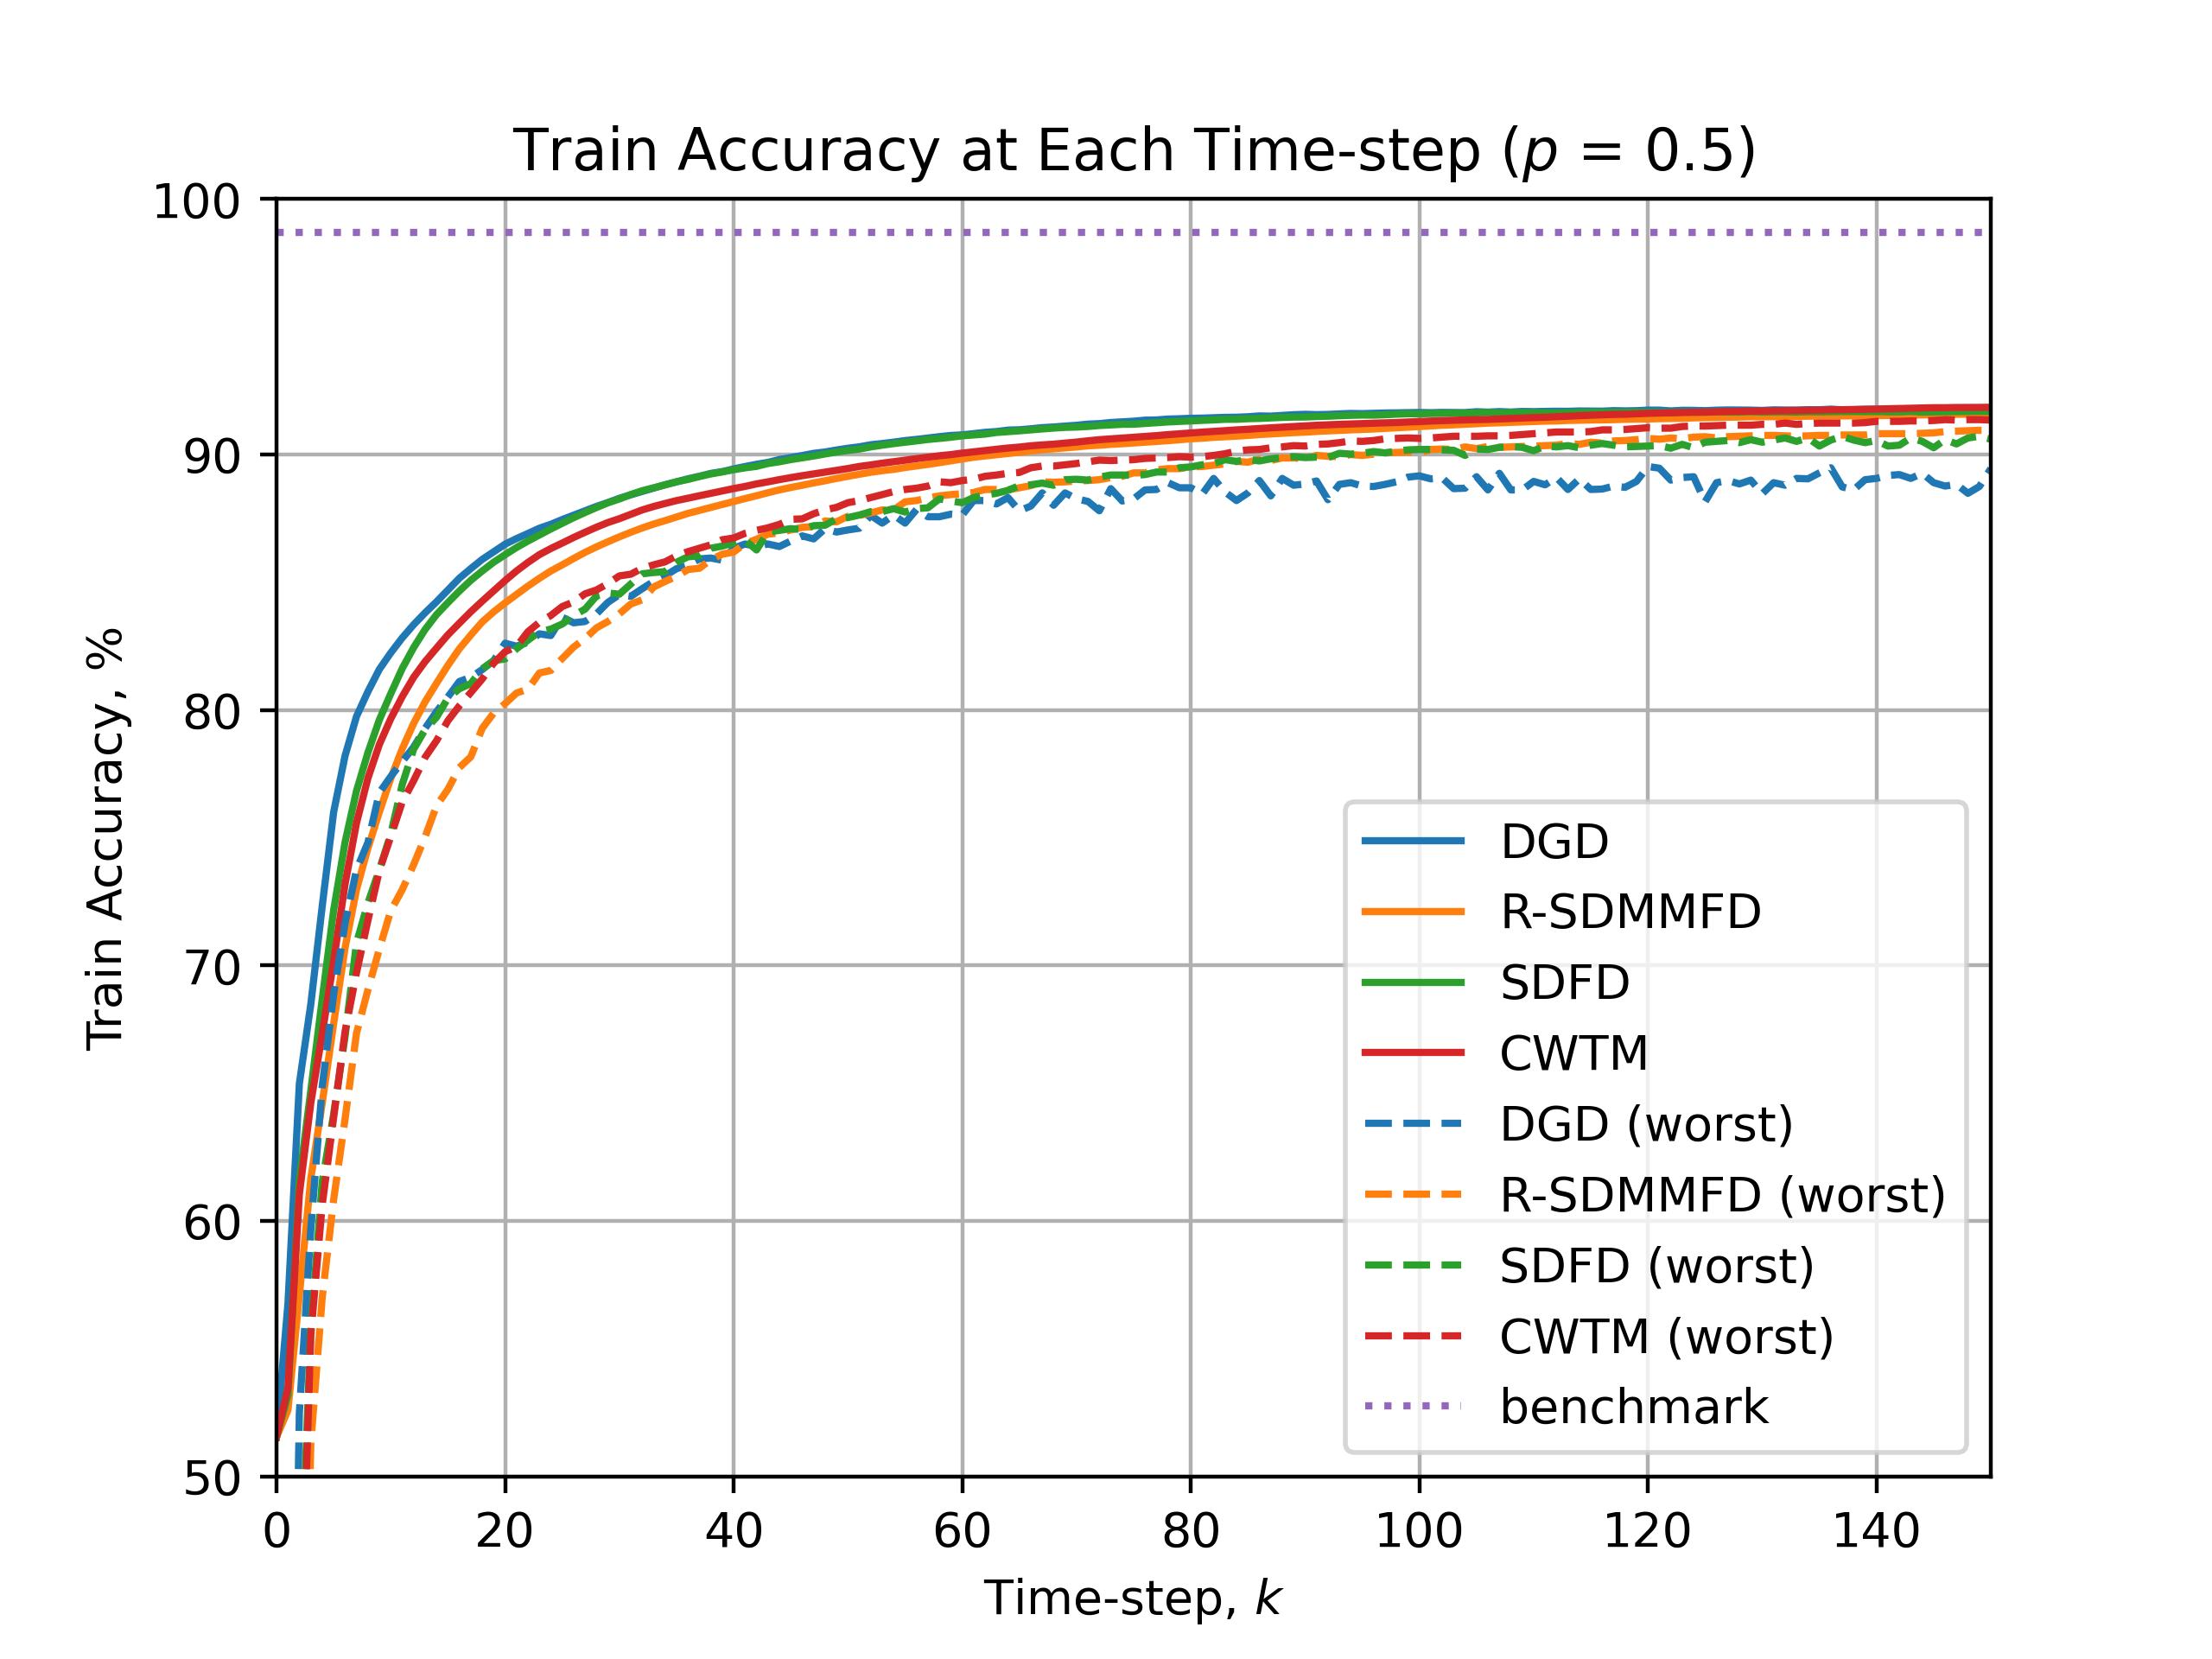 Train Accuracy at Each Time-step (p = 0.5)
100
90
80
70
60
50
Train Accuracy, %
DGD
R-SDMMFD
SDFD
CWTM
DGD (worst)
R-SDMMFD (worst)
SDFD (worst)
CWTM (worst)
benchmark
0 20 40 60 80 100 120 140
Time-step, k